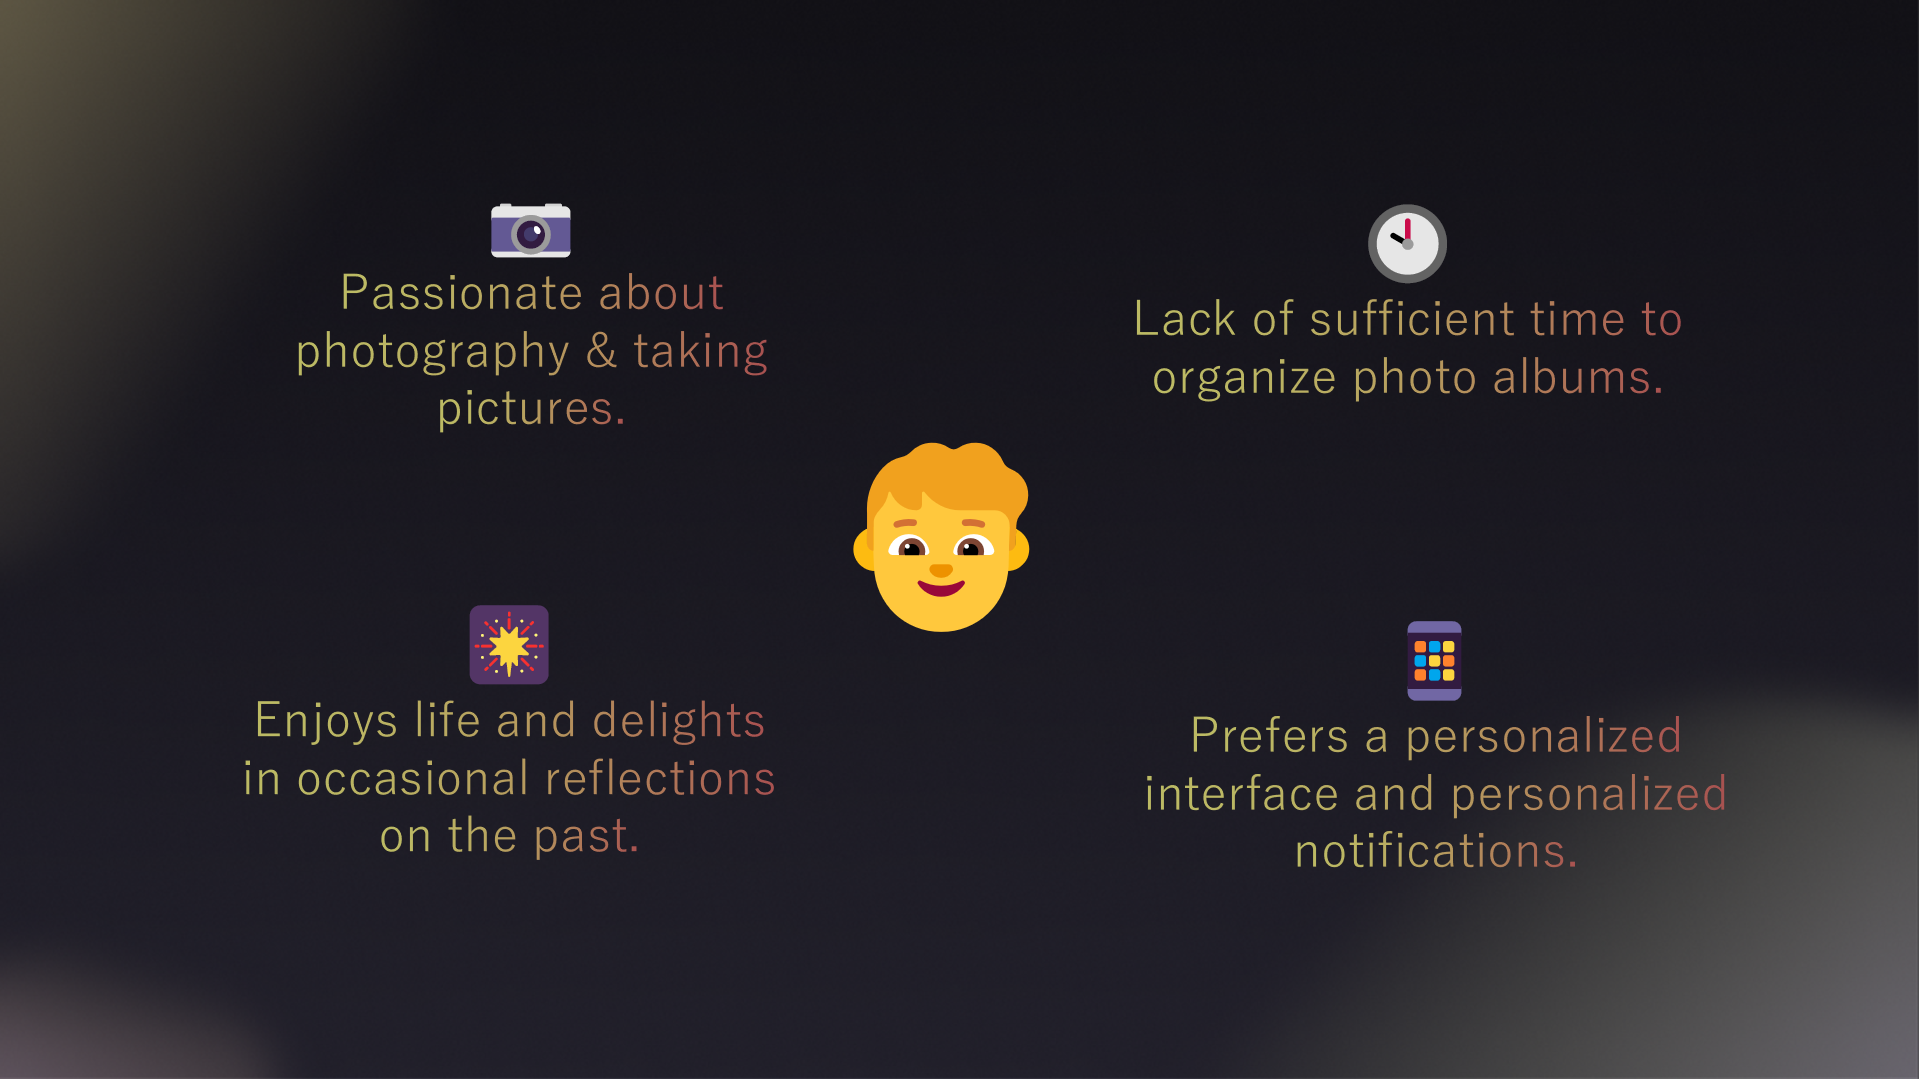 Passionate about
photography & taking
pictures.
Lack of sufficient time to
organize photo albums.
Enjoys life and delights
in occasional reflections
on the past.
Prefers a personalized
interface and personalized
notifications.